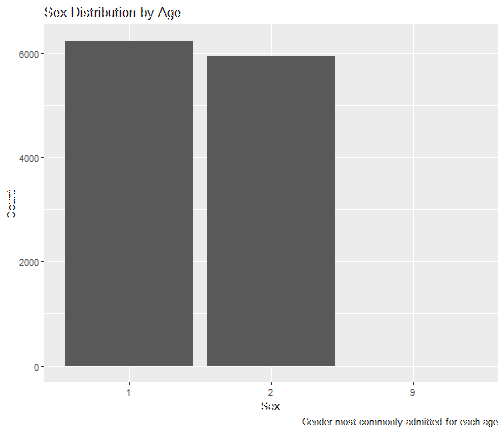 Sex Distribution by Age
6000
4000
2000
0
Count
1 2 9
Sex
Gender most commonly admitted for each age